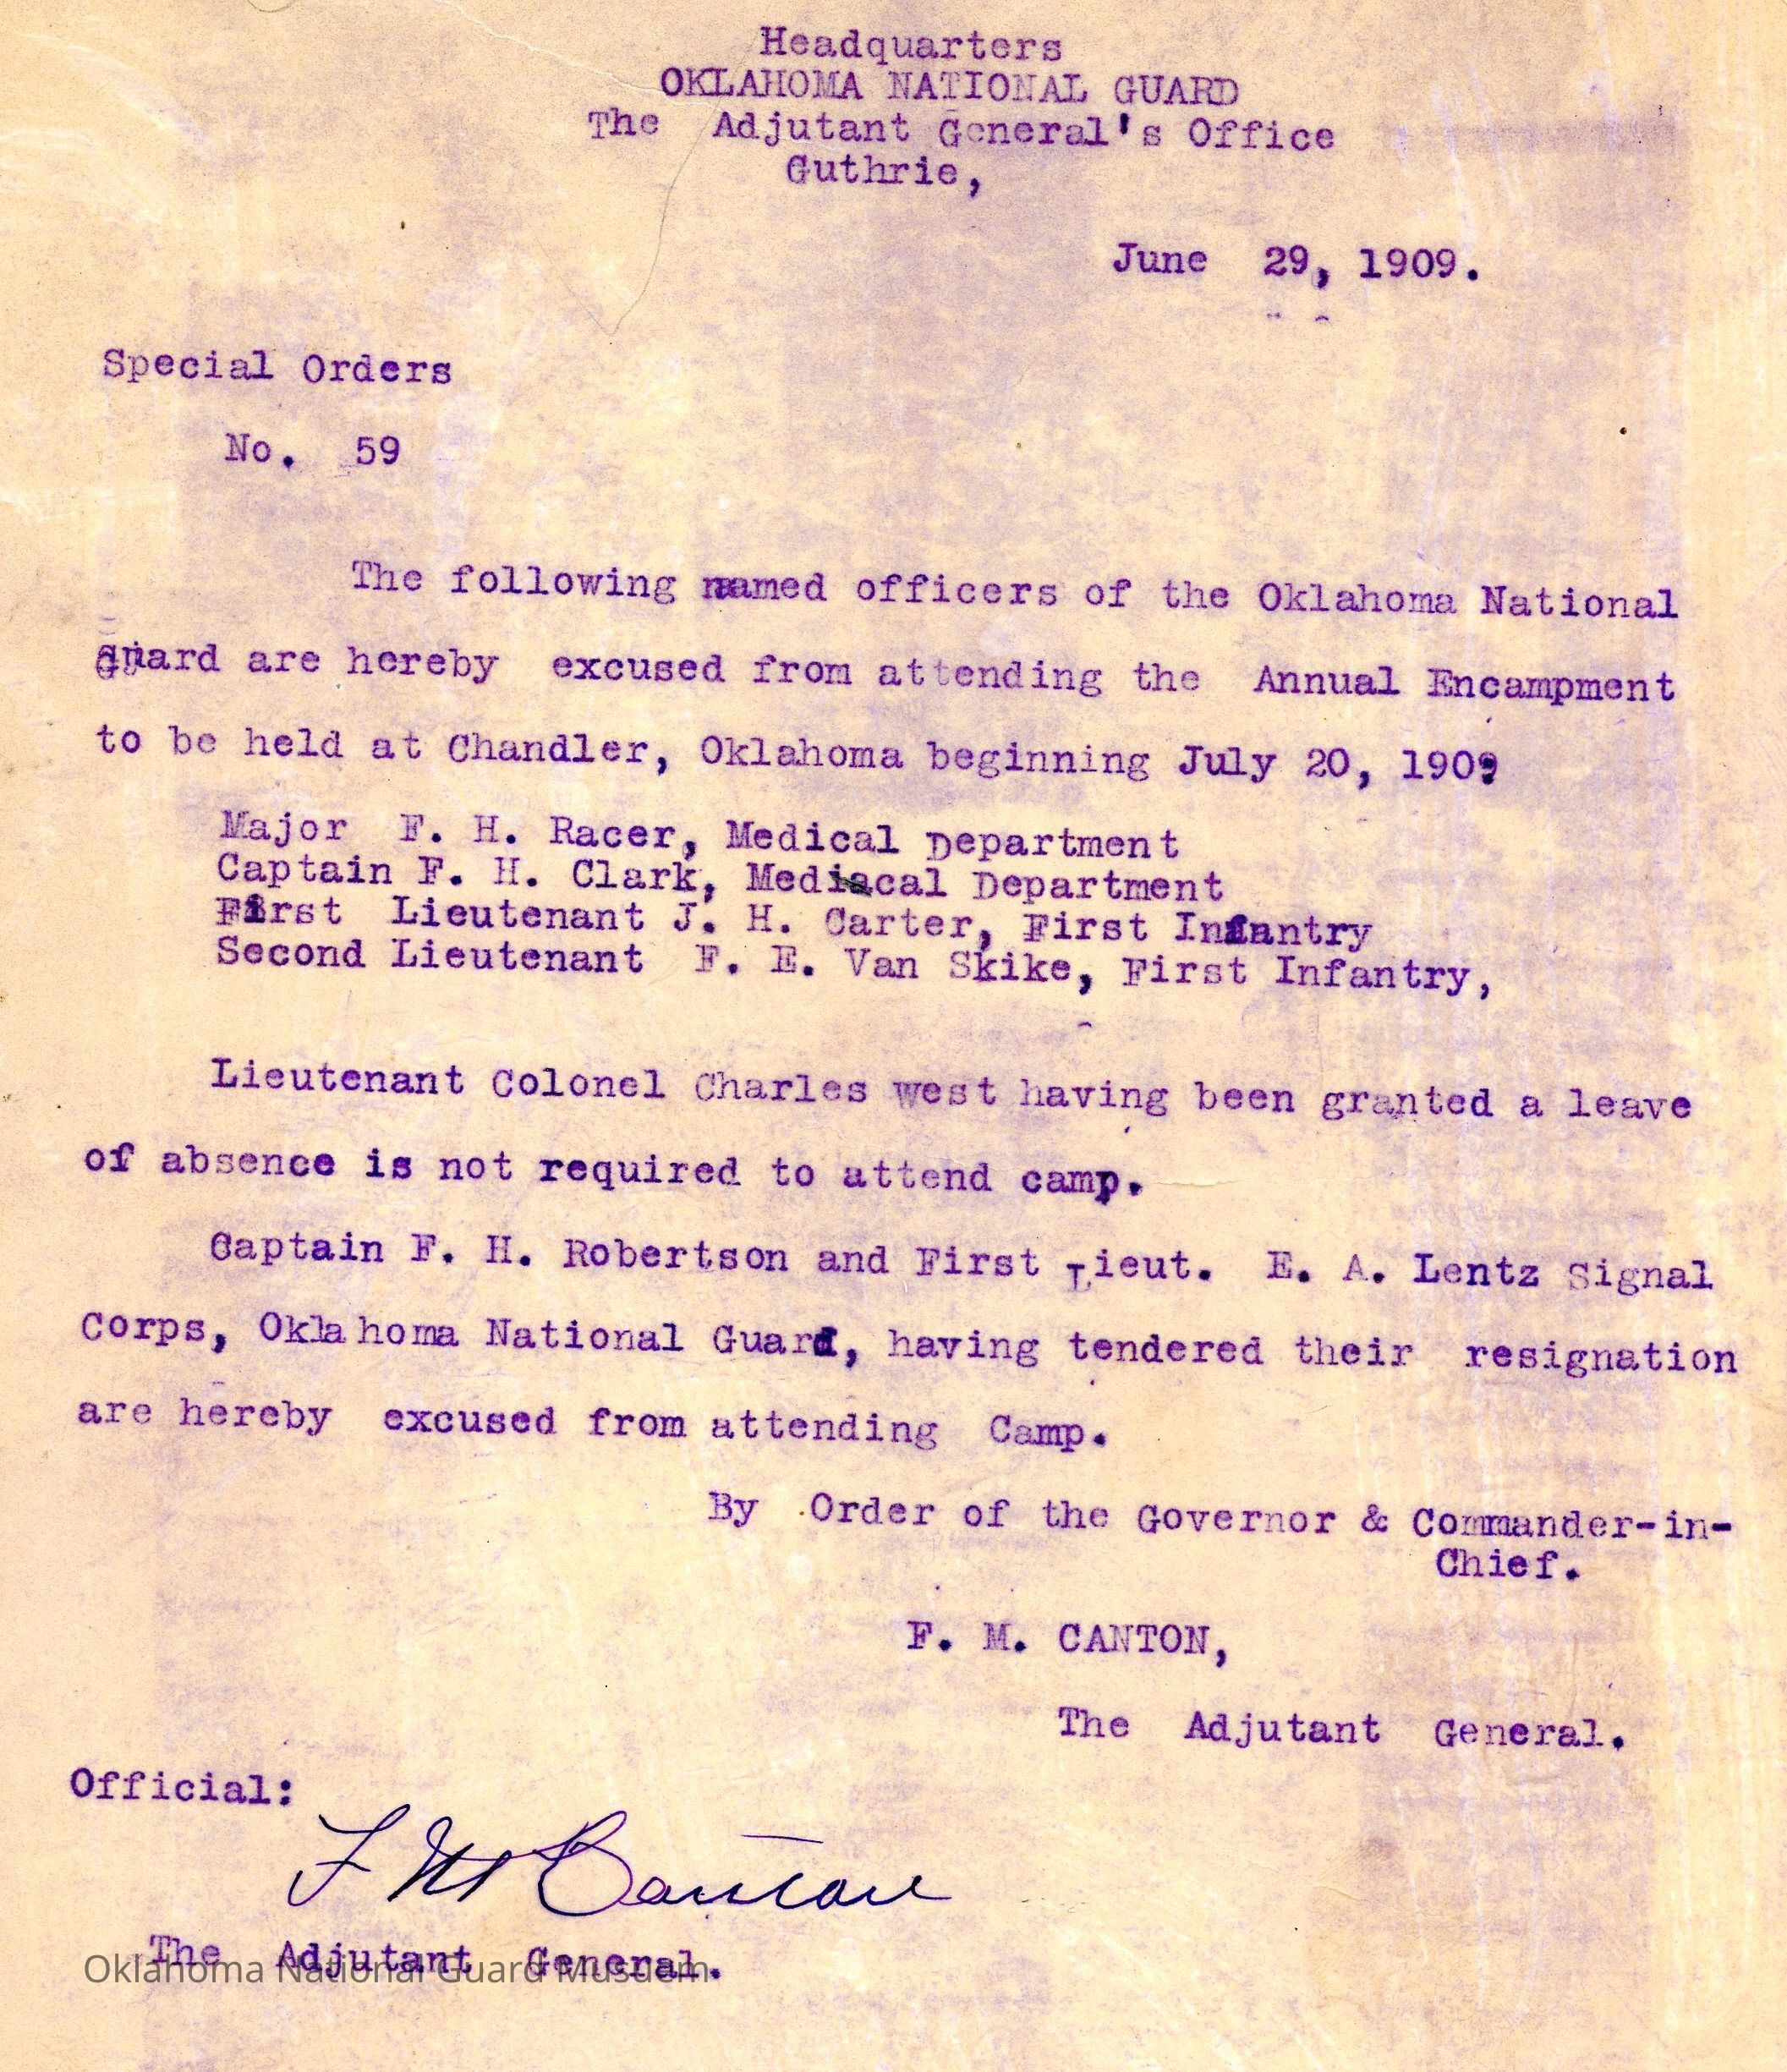 Headquarters
OKLAHOMA NATIONAL GUARD
The Adjutant General's Office
Guthrie,
June 29, 1909.
Special Orders
No. 59
The following named officers of the Oklahoma National
Guard are hereby excused from attending the Annual Encampment
to be held at Chandler, Oklahoma beginning July 20, 1909
Major F. H. Racer, Medical Department
Captain F. H. Clark, Mediacal Department
First Lieutenant J. H. Carter, First Infantry
Second Lieutenant F. E. Van Skike, First Infantry,
Lieutenant Colonel Charles west having been granted a leave
of absence is not required to attend camp.
Captain F. H. Robertson and First Lieut. E. A. Lentz Signal
Corps, Oklahoma National Guard, having tendered their resignation
are hereby excused from attending Camp.
By Order of the Governor & Commander-in-
Chief.
F. M. CANTON,
The Adjutant General.
Official:
F M Canton
The Adjutant General.
Oklahoma National Guard Musuem